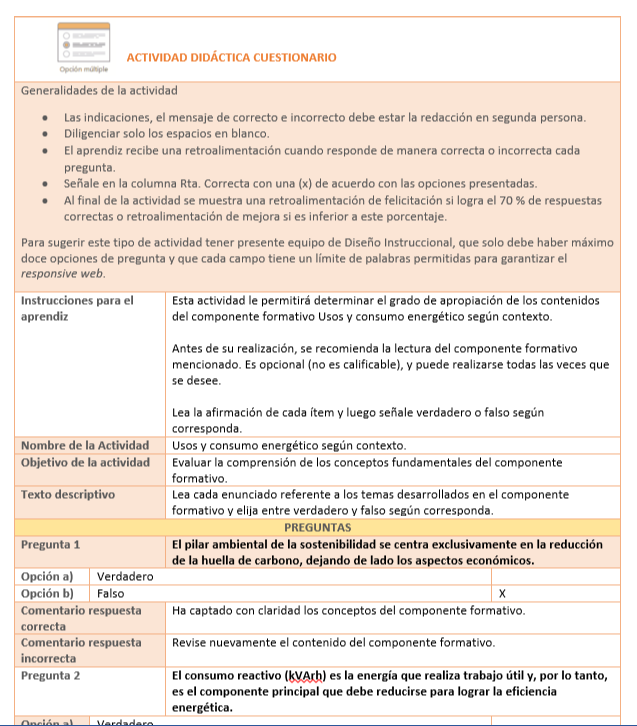 Opción múltiple
ACTIVIDAD DIDÁCTICA CUESTIONARIO
Generalidades de la actividad
• Las indicaciones, el mensaje de correcto e incorrecto debe estar la redacción en segunda persona.
• Diligenciar solo los espacios en blanco.
• El aprendiz recibe una retroalimentación cuando responde de manera correcta o incorrecta cada
pregunta.
• Señale en la columna Rta. Correcta con una (x) de acuerdo con las opciones presentadas.
• Al final de la actividad se muestra una retroalimentación de felicitación si logra el 70 % de respuestas
correctas o retroalimentación de mejora si es inferior a este porcentaje.
Para sugerir este tipo de actividad tener presente equipo de Diseño Instruccional, que solo debe haber máximo
doce opciones de pregunta y que cada campo tiene un límite de palabras permitidas para garantizar el
responsive web.
Instrucciones para el
aprendiz
Esta actividad le permitirá determinar el grado de apropiación de los contenidos
del componente formativo Usos y consumo energético según contexto.
Antes de su realización, se recomienda la lectura del componente formativo
mencionado. Es opcional (no es calificable), y puede realizarse todas las veces que
se desee.
Lea la afirmación de cada ítem y luego señale verdadero o falso según
corresponda.
Nombre de la Actividad
Usos y consumo energético según contexto.
Objetivo de la actividad
Evaluar la comprensión de los conceptos fundamentales del componente
formativo.
Texto descriptivo
Lea cada enunciado referente a los temas desarrollados en el componente
formativo y elija entre verdadero y falso según corresponda.
PREGUNTAS
Pregunta 1
El pilar ambiental de la sostenibilidad se centra exclusivamente en la reducción
de la huella de carbono, dejando de lado los aspectos económicos.
Opción a) Verdadero
Opción b) Falso X
Comentario respuesta
correcta
Ha captado con claridad los conceptos del componente formativo.
Comentario respuesta
incorrecta
Revise nuevamente el contenido del componente formativo.
Pregunta 2
El consumo reactivo (kVArh) es la energía que realiza trabajo útil y, por lo tanto,
es el componente principal que debe reducirse para lograr la eficiencia
energética.
Opción a) Verdadero